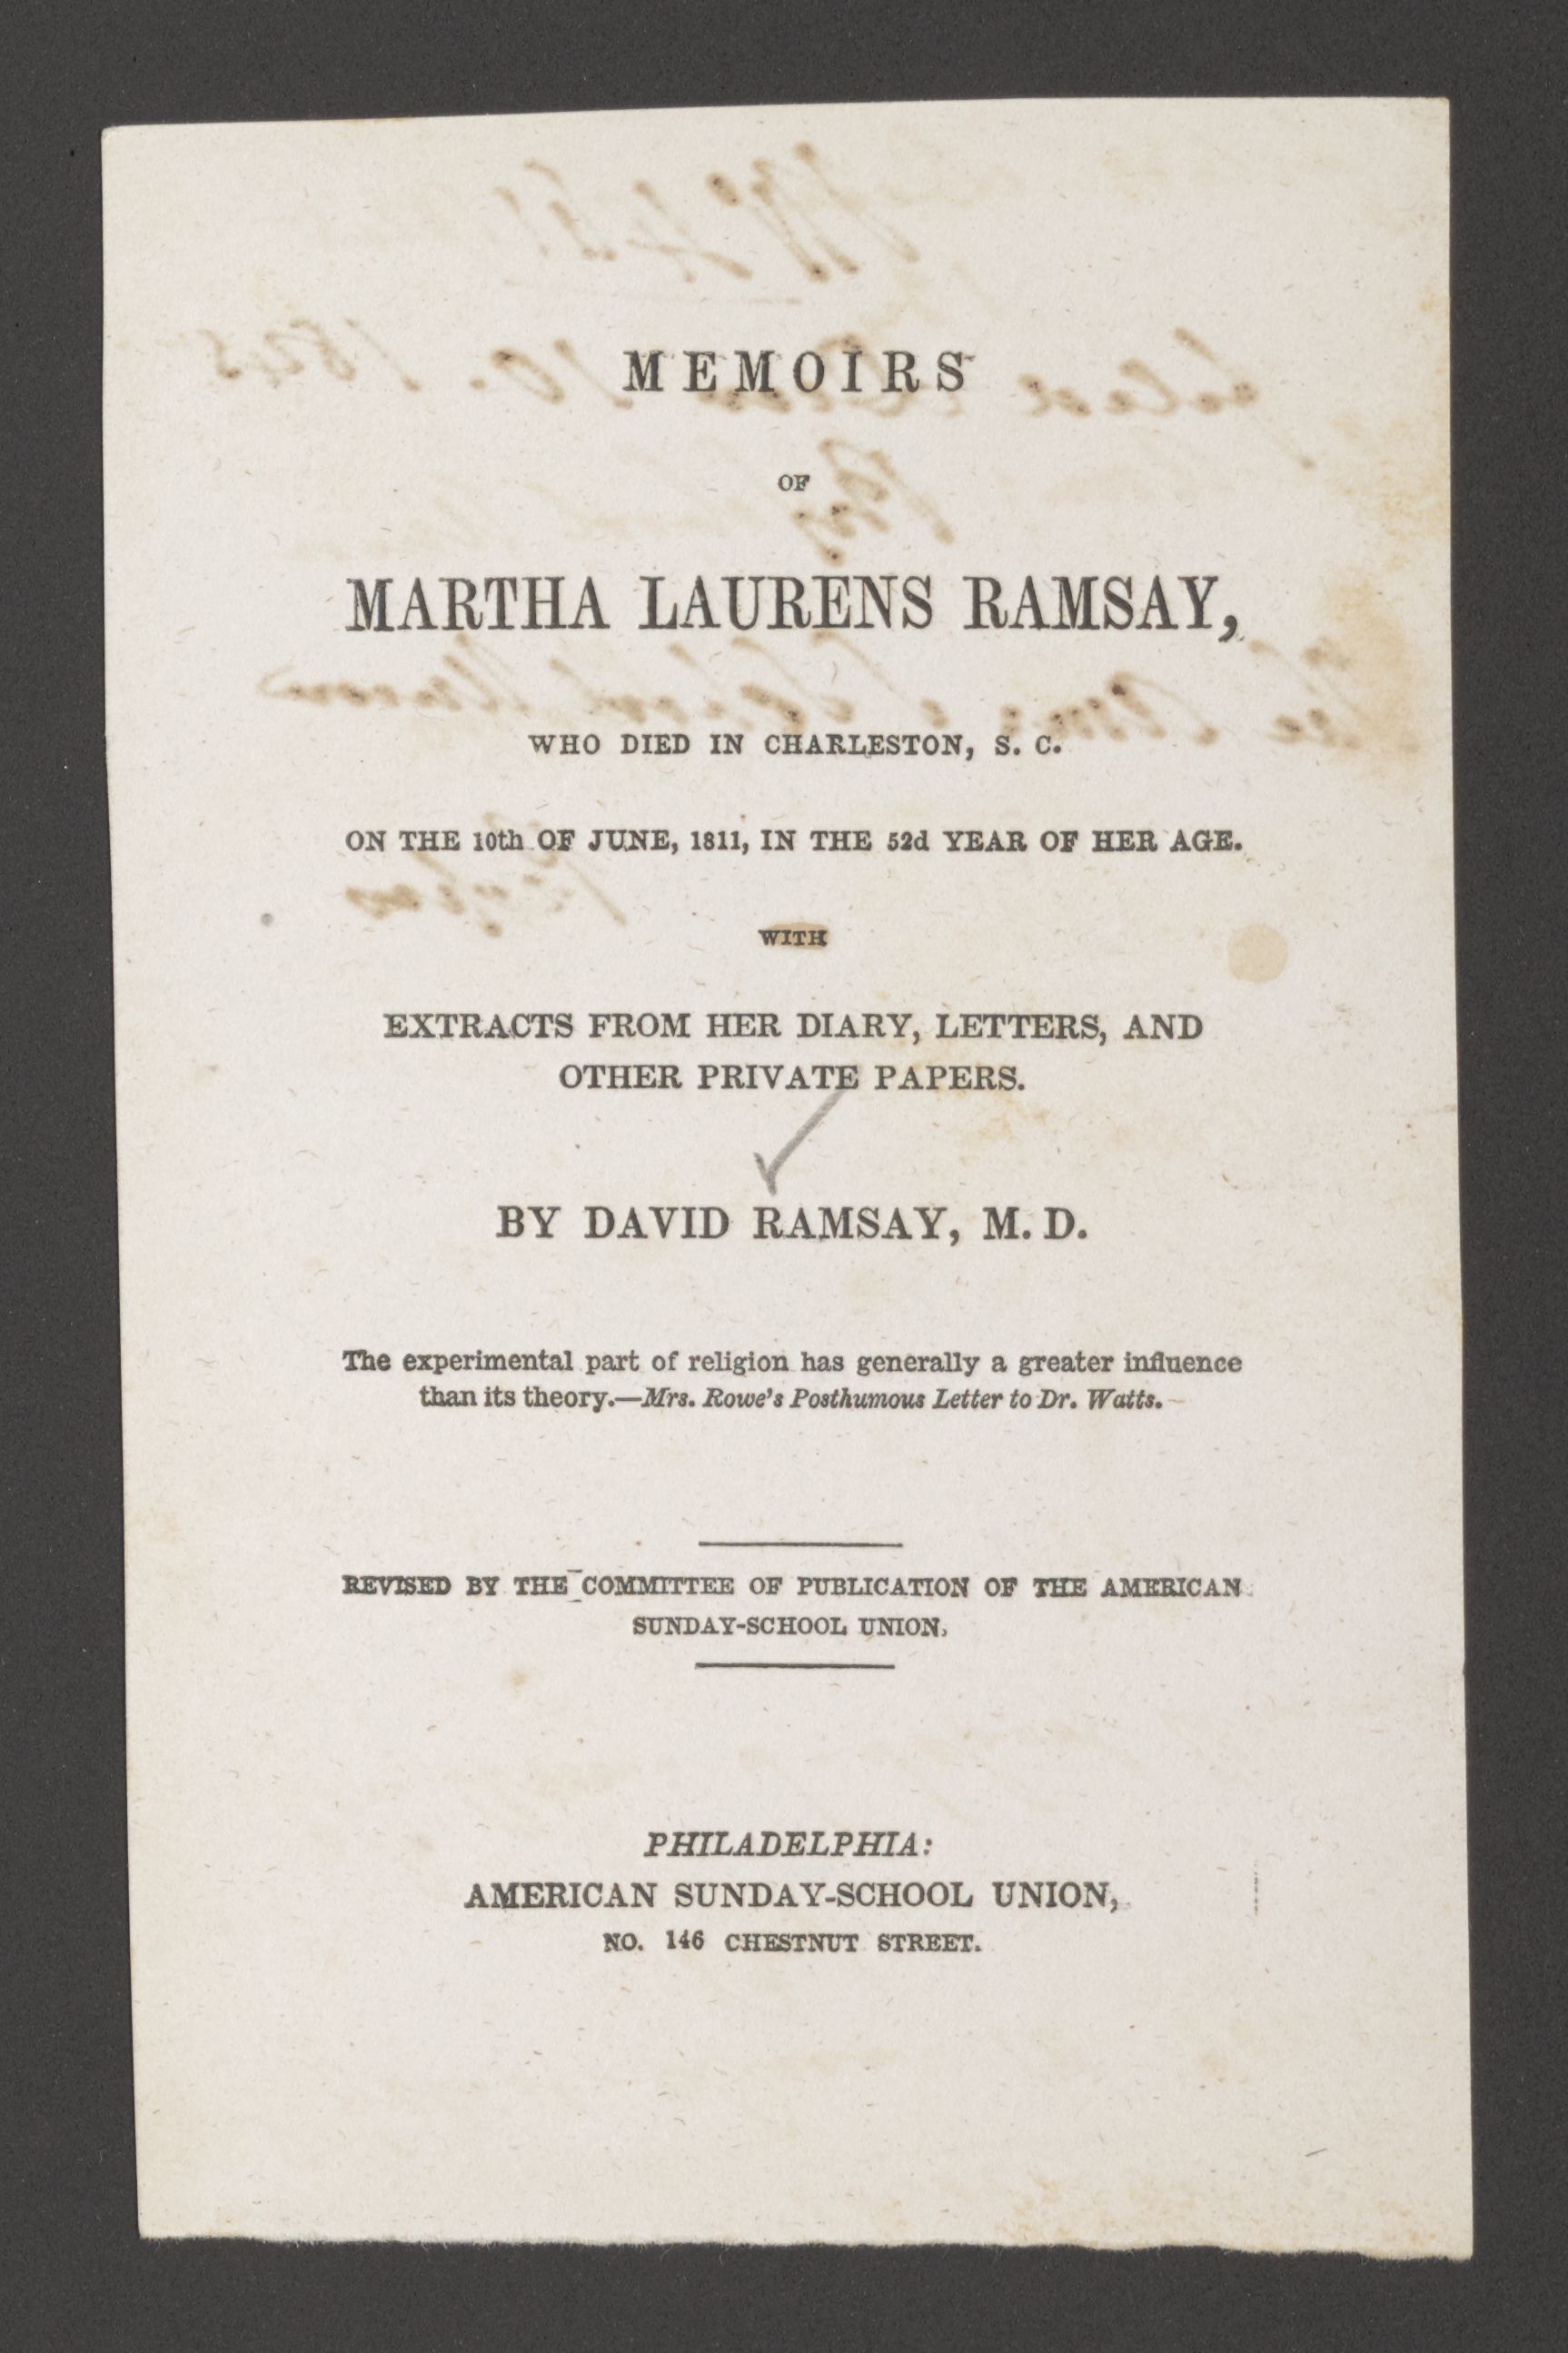 MEMOIRS
OF
MARTHA LAURENS RAMSAY,
WHO DIED IN CHARLESTON, S. C.
ON THE 10th OF JUNE, 1811, IN THE 52d YEAR OF HER AGE.
WITH
EXTRACTS FROM HER DIARY, LETTERS, AND
OTHER PRIVATE PAPERS.
BY DAVID RAMSAY, M. D.
The experimental part of religion has generally a greater influence
than its theory.—Mrs. Rowe's Posthumous Letter to Dr. Watts.
REVISED BY THE COMMITTEE OF PUBLICATION OF THE AMERICAN
SUNDAY-SCHOOL UNION,
PHILADELPHIA:
AMERICAN SUNDAY-SCHOOL UNION,
NO. 146 CHESTNUT STREET.